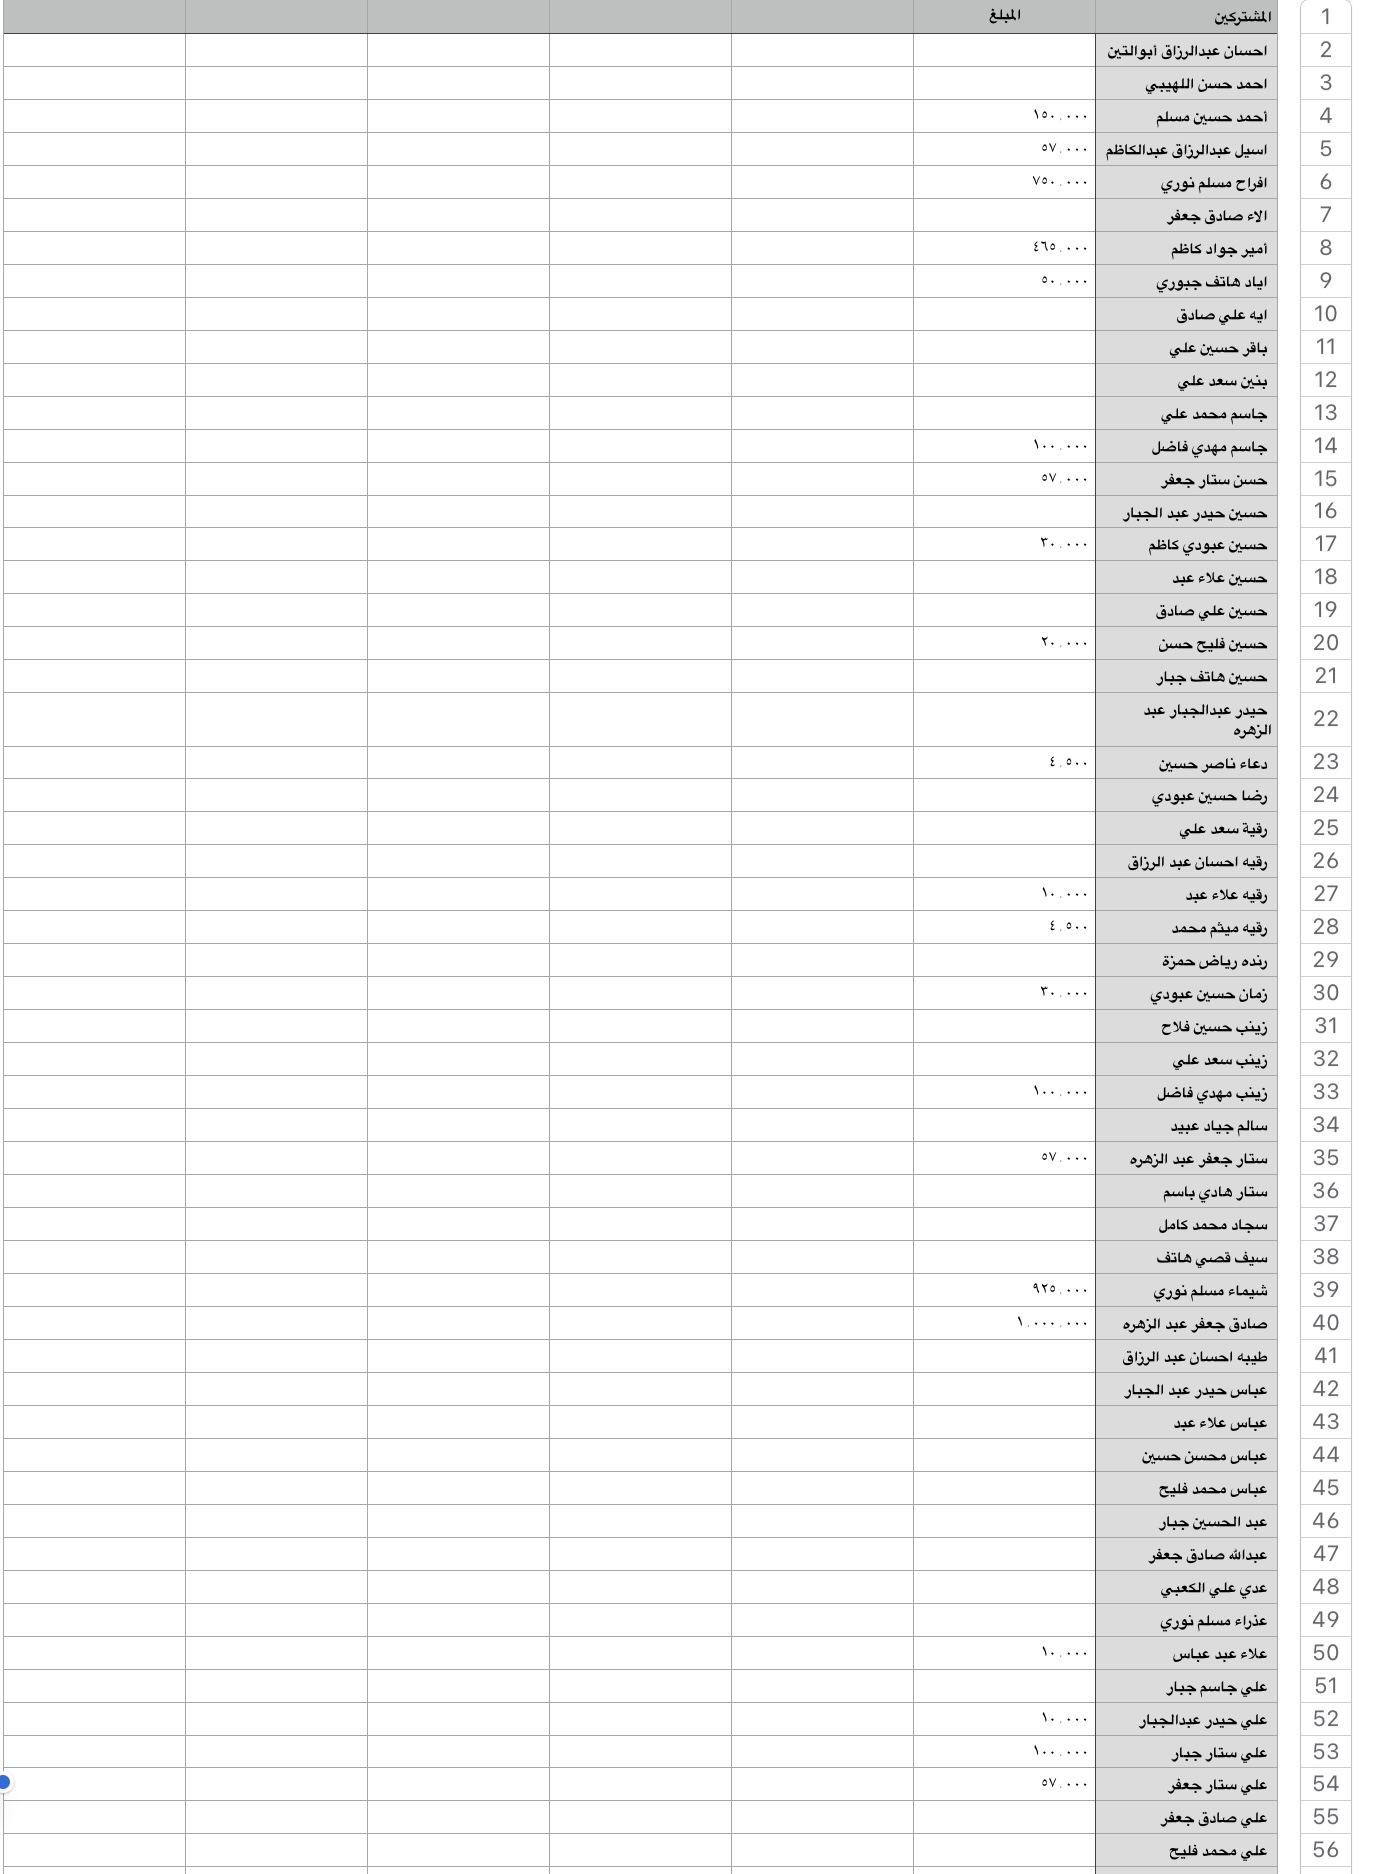 1 المشتركين المبلغ
2 احسان عبدالرزاق أبوالتين
3 احمد حسن اللهيبي
4 أحمد حسين مسلم ١٥٠,٠٠٠
5 اسيل عبدالرزاق عبدالكاظم ٥٧,٠٠٠
6 افراح مسلم نوري ٧٥٠,٠٠٠
7 الاء صادق جعفر
8 أمير جواد كاظم ٤٦٥,٠٠٠
9 اياد هاتف جبوري ٥٠,٠٠٠
10 ايه علي صادق
11 باقر حسين علي
12 بنين سعد علي
13 جاسم محمد علي
14 جاسم مهدي فاضل ١٠٠,٠٠٠
15 حسن ستار جعفر ٥٧,٠٠٠
16 حسين حيدر عبد الجبار
17 حسين عبودي كاظم ٣٠,٠٠٠
18 حسين علاء عبد
19 حسين علي صادق
20 حسين فليح حسن ٢٠,٠٠٠
21 حسين هاتف جبار
22 حيدر عبدالجبار عبد
الزهره
23 دعاء ناصر حسين ٤,٥٠٠
24 رضا حسين عبودي
25 رقية سعد علي
26 رقيه احسان عبد الرزاق
27 رقيه علاء عبد ١٠,٠٠٠
28 رقيه ميثم محمد ٤,٥٠٠
29 رنده رياض حمزة
30 زمان حسين عبودي ٣٠,٠٠٠
31 زينب حسين فلاح
32 زينب سعد علي
33 زينب مهدي فاضل ١٠٠,٠٠٠
34 سالم جياد عبيد
35 ستار جعفر عبد الزهره ٥٧,٠٠٠
36 ستار هادي باسم
37 سجاد محمد كامل
38 سيف قصي هاتف
39 شيماء مسلم نوري ٩٢٥,٠٠٠
40 صادق جعفر عبد الزهره ١,٠٠٠,٠٠٠
41 طيبه احسان عبد الرزاق
42 عباس حيدر عبد الجبار
43 عباس علاء عبد
44 عباس محسن حسين
45 عباس محمد فليح
46 عبد الحسين جبار
47 عبدالله صادق جعفر
48 عدي علي الكعبي
49 عذراء مسلم نوري
50 علاء عبد عباس ١٠,٠٠٠
51 علي جاسم جبار
52 علي حيدر عبدالجبار ١٠,٠٠٠
53 علي ستار جبار ١٠٠,٠٠٠
54 علي ستار جعفر ٥٧,٠٠٠
55 علي صادق جعفر
56 علي محمد فليح